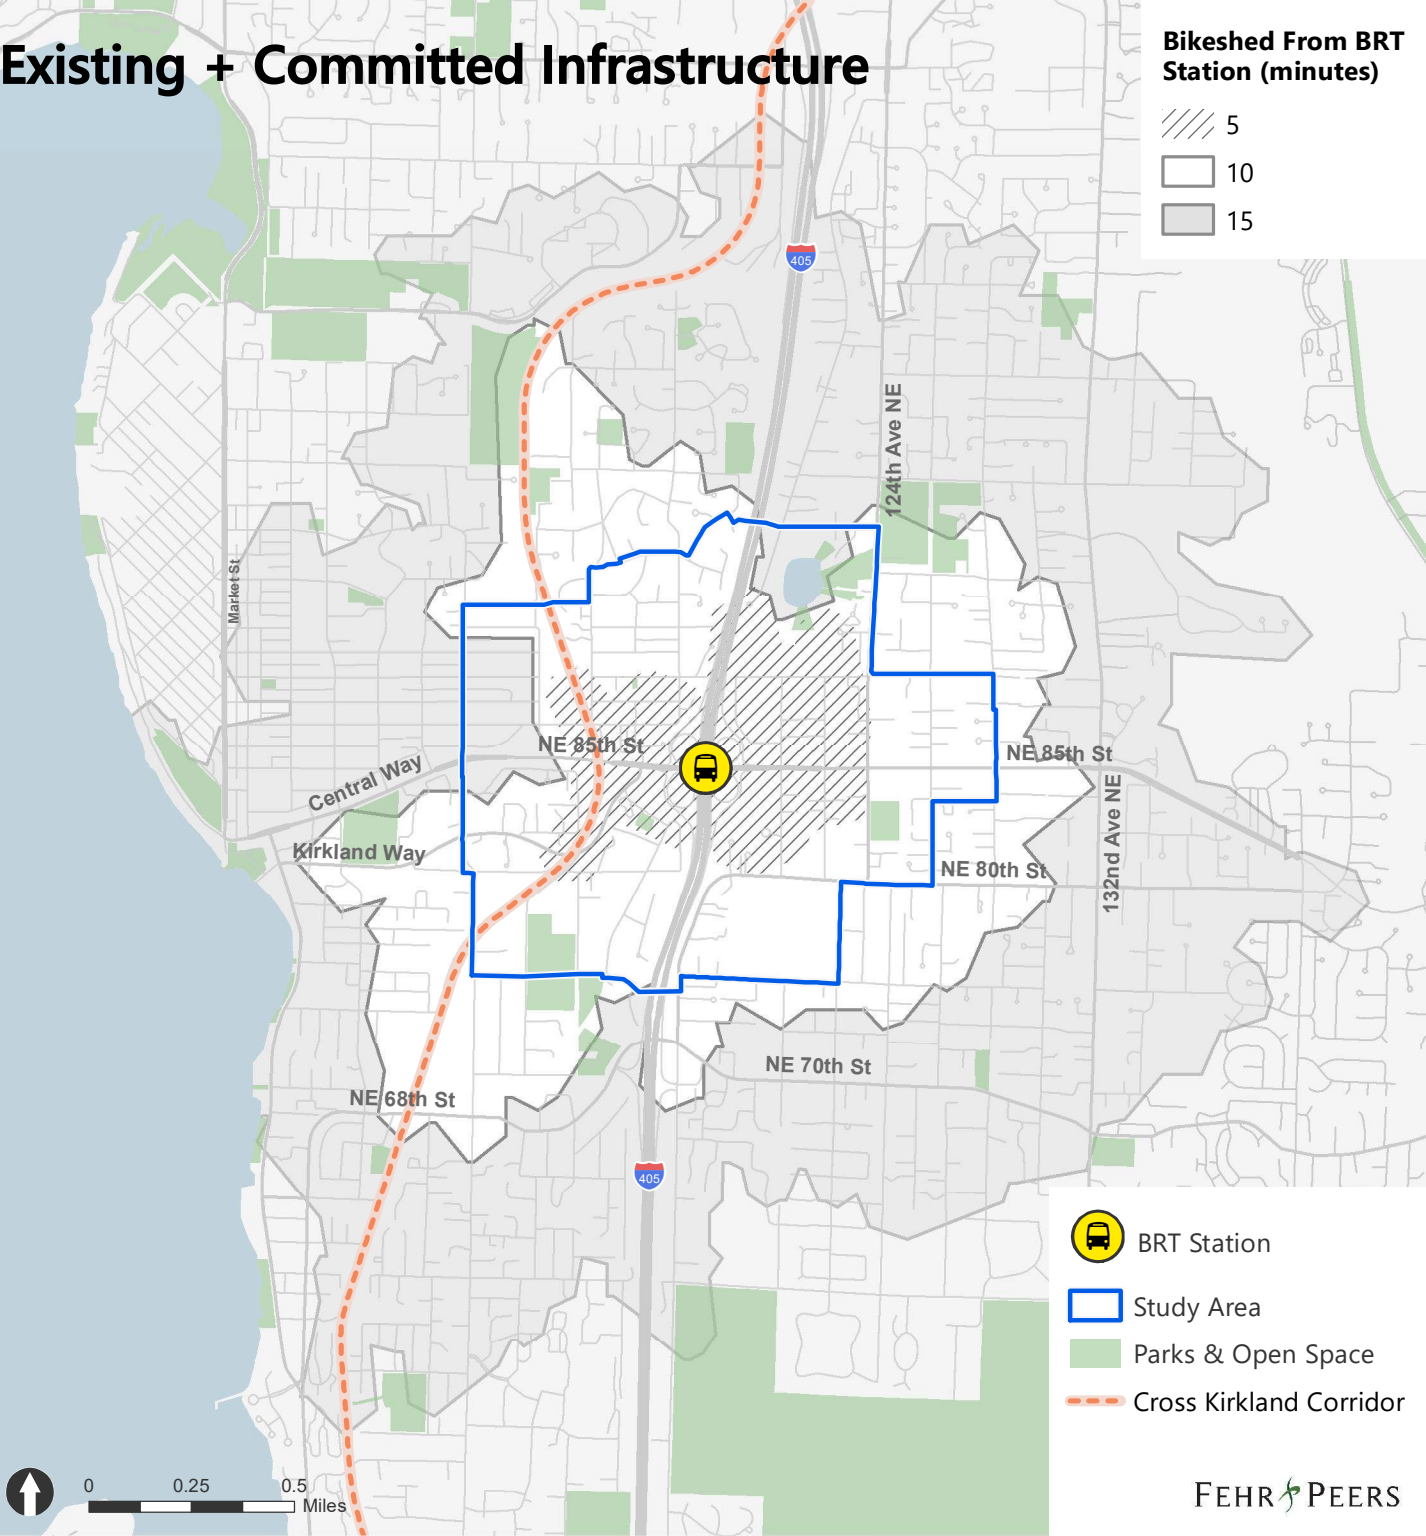 Existing + Committed Infrastructure
Bikeshed From BRT
Station (minutes)
5
10
15
405
124th Ave NE
Market St
NE 85th St
NE 85th St
Central Way
132nd Ave NE
Kirkland Way
NE 80th St
NE 70th St
NE 68th St
405
BRT Station
Study Area
Parks & Open Space
Cross Kirkland Corridor
0 0.25 0.5
Miles
FEHR PEERS